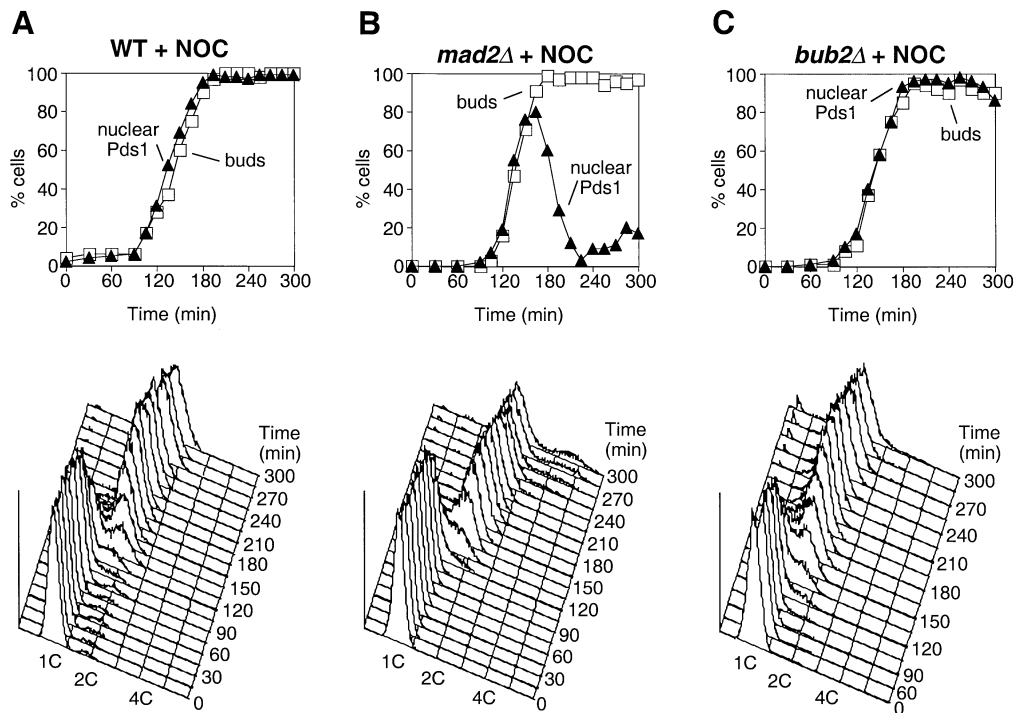 A
WT + NOC
100
80
60
40
20
0
% cells
nuclear
Pds1
buds
0 60 120 180 240 300
Time (min)
B
mad2Δ + NOC
100
80
60
40
20
0
% cells
buds
nuclear
Pds1
0 60 120 180 240 300
Time (min)
C
bub2Δ + NOC
100
80
60
40
20
0
% cells
nuclear
Pds1
buds
0 60 120 180 240 300
Time (min)
Time
(min)
300
270
240
210
180
150
120
90
60
30
0
1C
2C
4C
Time
(min)
300
270
240
210
180
150
120
90
60
30
0
1C
2C
4C
Time
(min)
300
270
240
210
180
150
120
90
60
0
1C
2C
4C